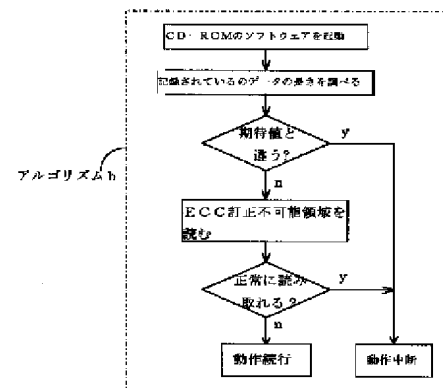 CD-ROMのソフトウェアを起動
記録されているのデータの長さを調べる
期待値と
違う?
y
n
アルゴリズムb
ECC訂正不可能領域を
読む
正常に読み
取れる?
y
n
動作続行
動作中断